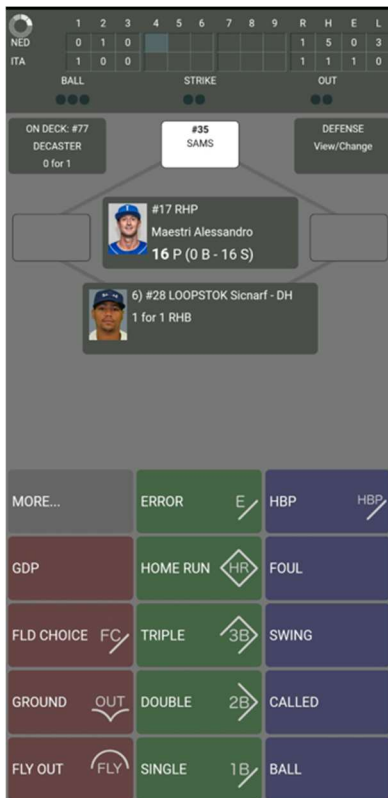 1 2 3 4 5 6 7 8 9 R H E L
NED 0 1 0 1 5 0 3
ITA 1 0 0 1 1 1 0
BALL STRIKE OUT
ON DECK: #77
DECASTER
0 for 1
#35
SAMS
DEFENSE
View/Change
#17 RHP
Maestri Alessandro
16 P (0 B - 16 S)
6) #28 LOOPSTOK Sicnarf - DH
1 for 1 RHB
MORE... ERROR E HBP HBP
GDP HOME RUN HR FOUL
FLD CHOICE FC TRIPLE 3B SWING
GROUND OUT DOUBLE 2B CALLED
FLY OUT FLY SINGLE 1B BALL